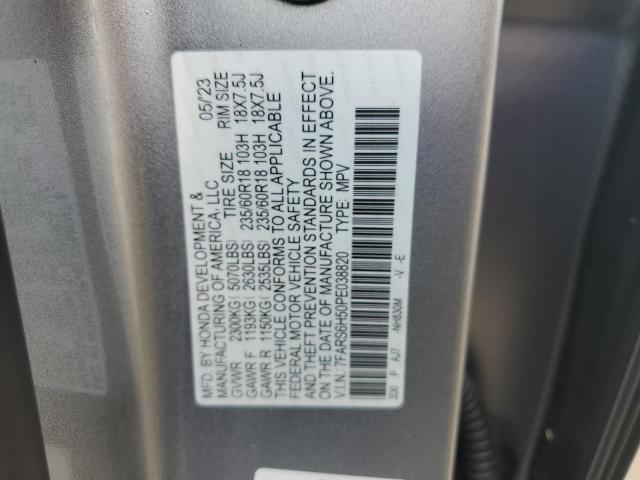 MFD. BY HONDA DEVELOPMENT & 05/23
MANUFACTURING OF AMERICA, LLC
GVWR 2300KG( 5070LBS) TIRE SIZE RIM SIZE
GAWR F 1193KG( 2630LBS) 235/60R18 103H 18X7.5J
GAWR R 1150KG( 2535LBS) 235/60R18 103H 18X7.5J
THIS VEHICLE CONFORMS TO ALL APPLICABLE
FEDERAL MOTOR VEHICLE SAFETY
AND THEFT PREVENTION STANDARDS IN EFFECT
ON THE DATE OF MANUFACTURE SHOWN ABOVE.
V.I.N.: 7FARS6H50PE038820 TYPE: MPV
3D0 P AJ7 -NH830M -V -E